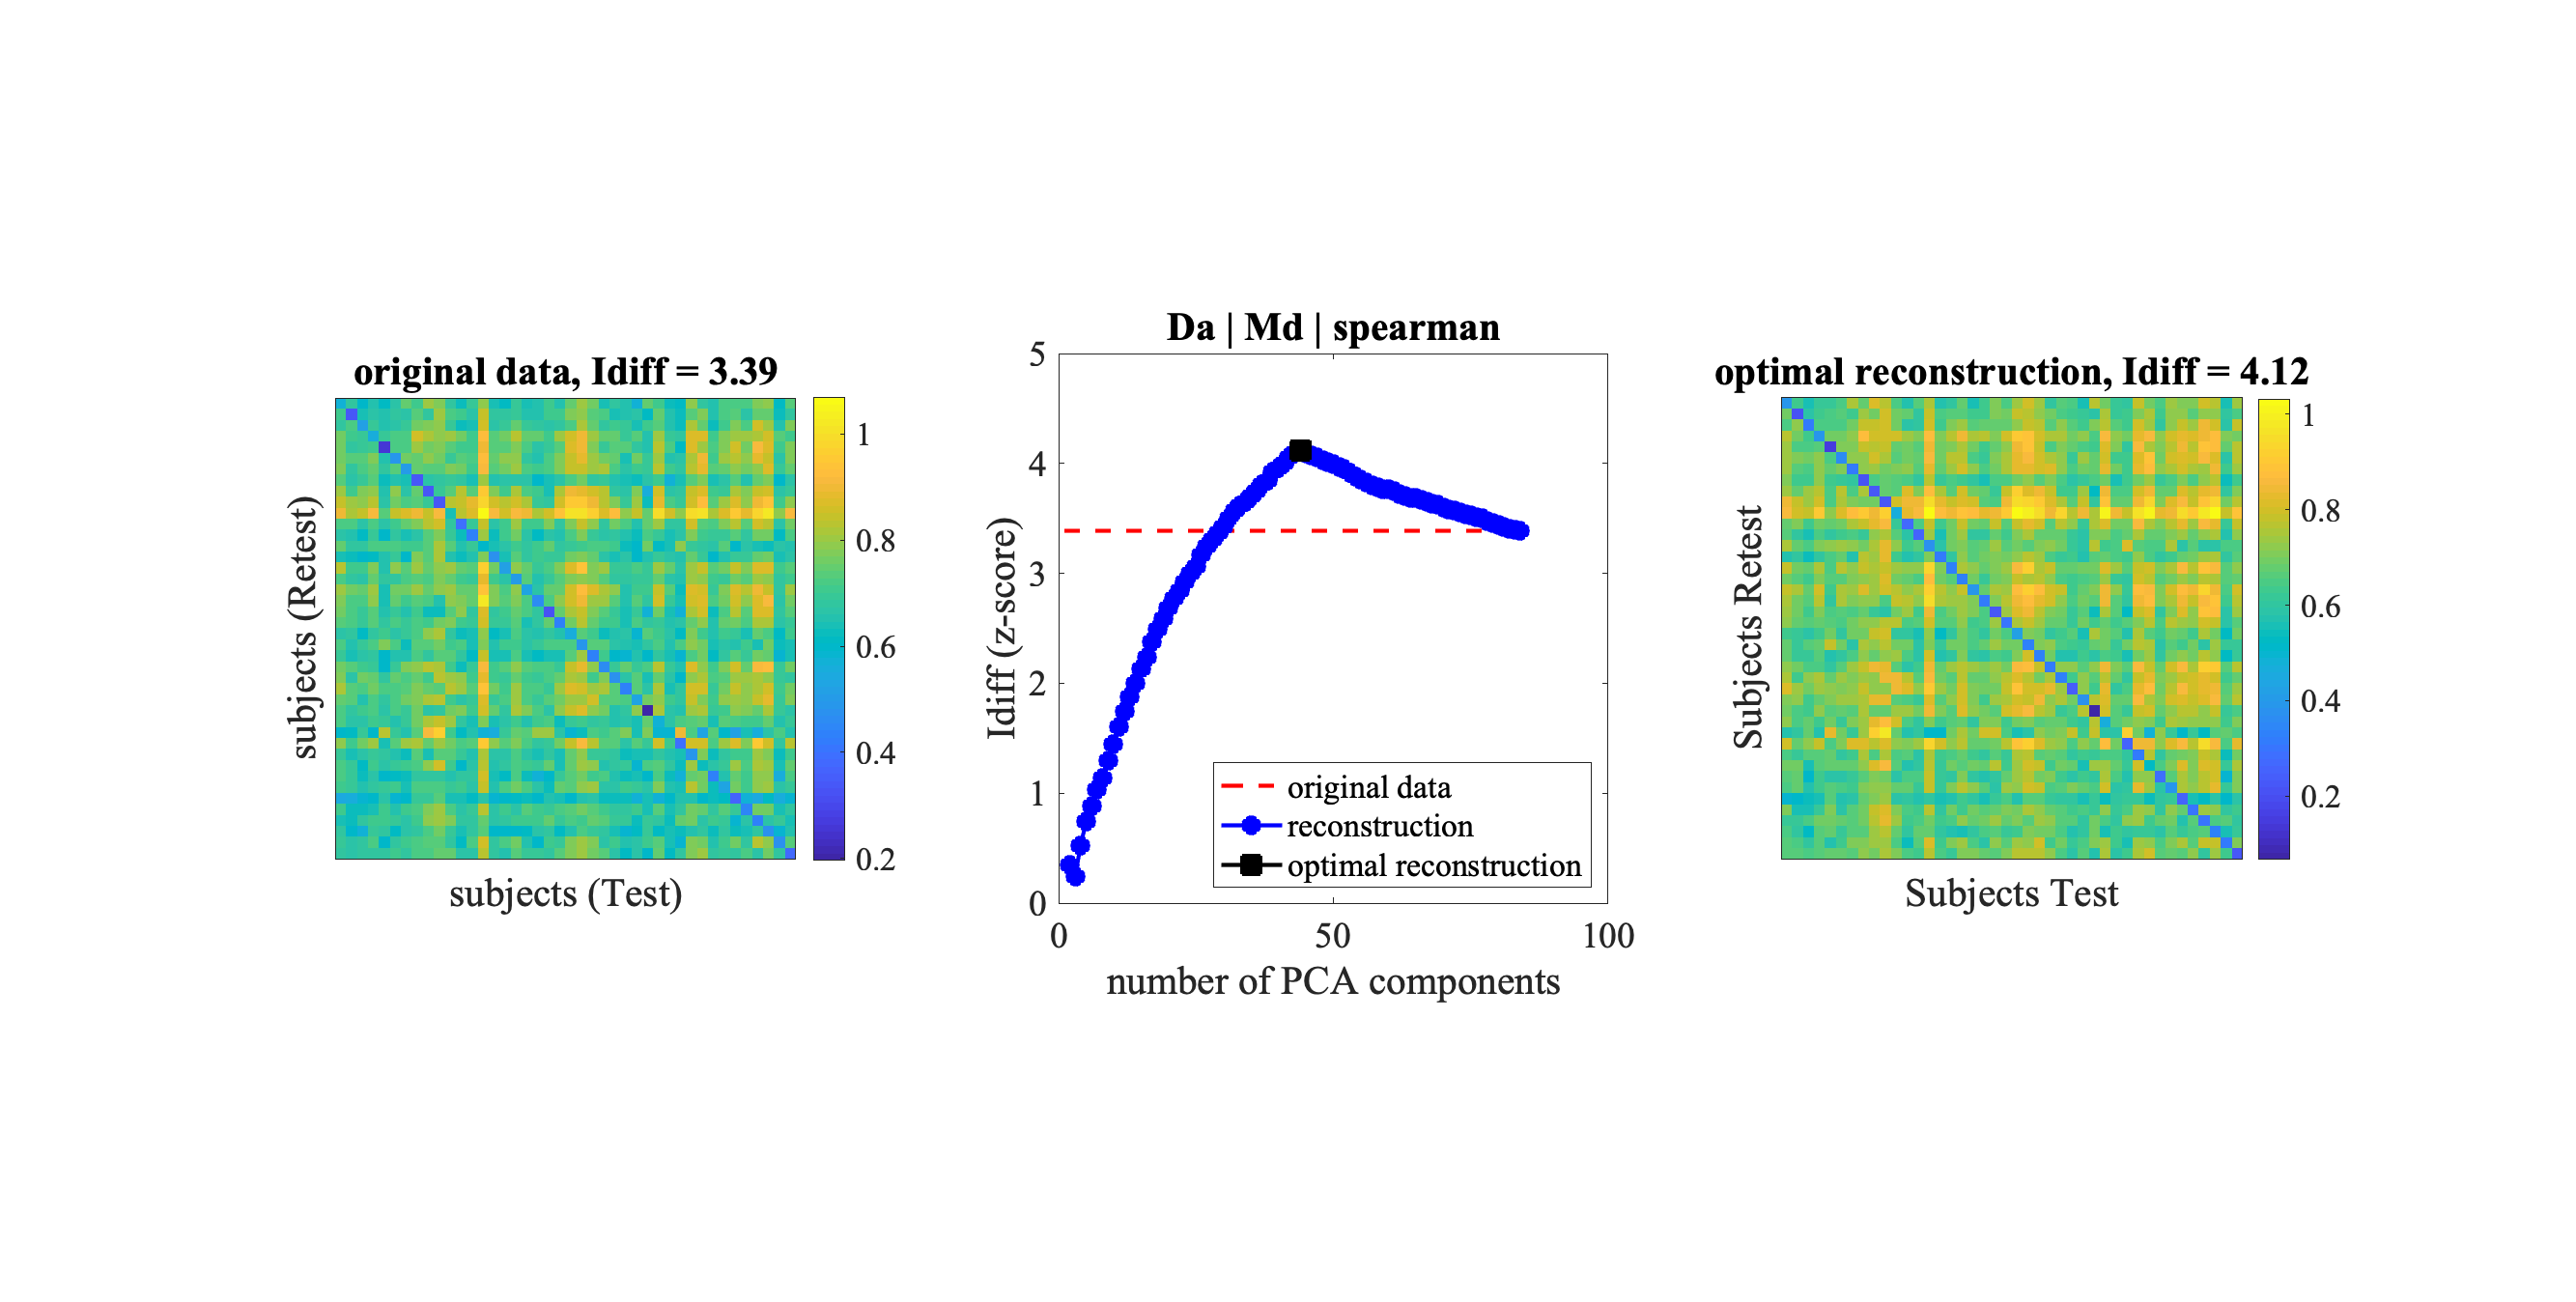 original data, Idiff = 3.39
subjects (Retest)
subjects (Test)
1
0.8
0.6
0.4
0.2
Da | Md | spearman
Idiff (z-score)
5
4
3
2
1
0
0 50 100
number of PCA components
original data
reconstruction
optimal reconstruction
optimal reconstruction, Idiff = 4.12
Subjects Retest
Subjects Test
1
0.8
0.6
0.4
0.2